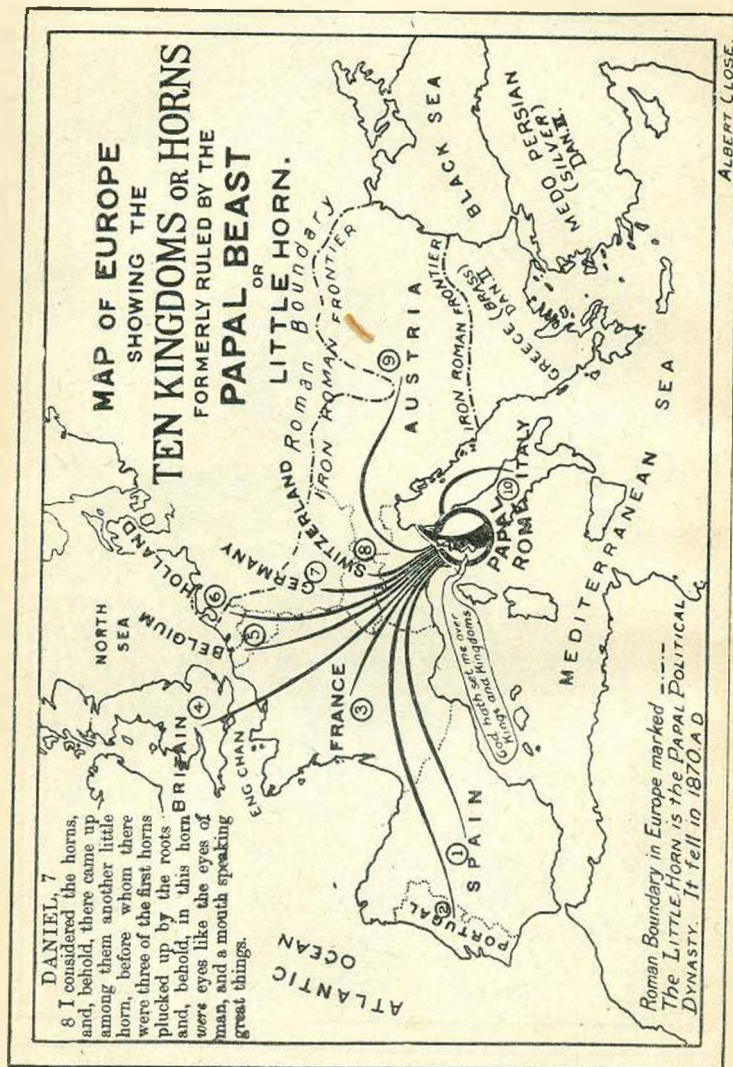 DANIEL, 7
8 I considered the horns,
and, behold, there came up
among them another little
horn, before whom there
were three of the first horns
plucked up by the roots
and, behold, in this horn
were eyes like the eyes of
man, and a mouth speaking
great things.
MAP OF EUROPE
SHOWING THE
TEN KINGDOMS OR HORNS
FORMERLY RULED BY THE
PAPAL BEAST
OR
LITTLE HORN.
NORTH
SEA
BRITAIN
4
ENG CHAN
BELGIUM
5
HOLLAND
6
GERMANY
7
SWITZERLAND
8
Roman Boundary
IRON ROMAN FRONTIER
9
AUSTRIA
IRON ROMAN FRONTIER
BLACK SEA
MEDO PERSIAN
(SILVER)
DAN. II.
GREECE (BRASS)
DAN. II
ATLANTIC
OCEAN
FRANCE
3
PORTUGAL
2
1
SPAIN
God hath set me over
Kings and Kingdoms
PAPAL
ROME
ITALY
10
MEDITERRANEAN SEA
Roman Boundary in Europe marked
The LITTLE HORN is the PAPAL POLITICAL
DYNASTY. It fell in 1870.A D
ALBERT CLOSE.